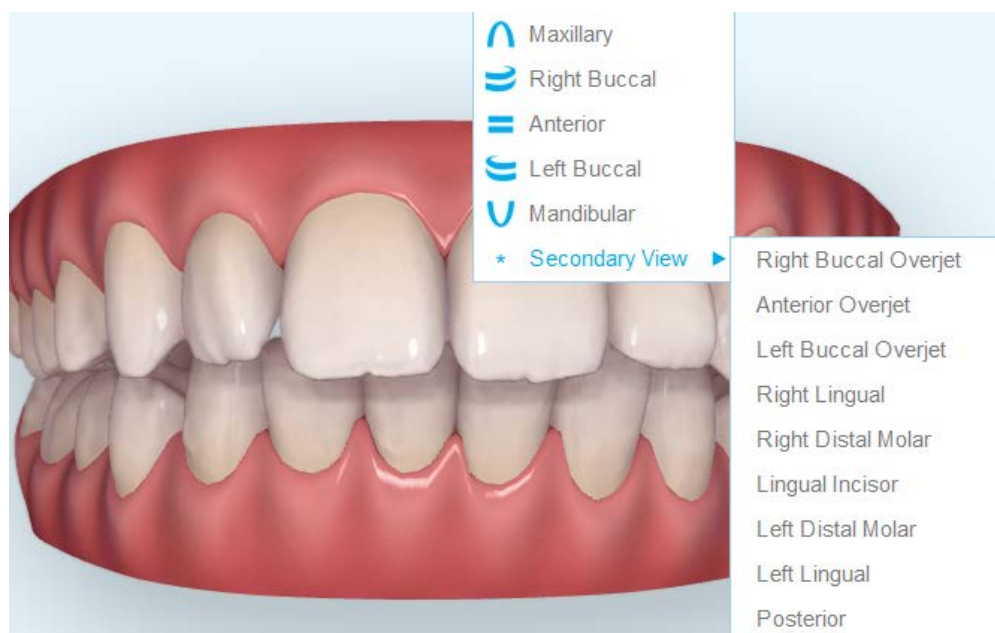 Maxillary
Right Buccal
Anterior
Left Buccal
Mandibular
* Secondary View
Right Buccal Overjet
Anterior Overjet
Left Buccal Overjet
Right Lingual
Right Distal Molar
Lingual Incisor
Left Distal Molar
Left Lingual
Posterior